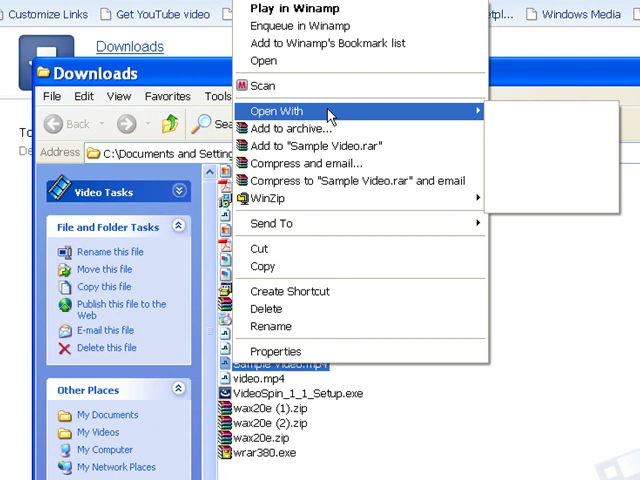 Customize Links
Get YouTube video
Windows Media
Downloads
Downloads
File Edit View Favorites Tools
Back
Address C:\Documents and Setting
Video Tasks
File and Folder Tasks
Rename this file
Move this file
Copy this file
Publish this file to the
Web
E-mail this file
Delete this file
Other Places
My Documents
My Videos
My Computer
My Network Places
Play in Winamp
Enqueue in Winamp
Add to Winamp's Bookmark list
Open
Scan
Open With
Add to archive...
Add to "Sample Video.rar"
Compress and email...
Compress to "Sample Video.rar" and email
WinZip
Send To
Cut
Copy
Create Shortcut
Delete
Rename
Properties
Sample Video.mp4
video.mp4
VideoSpin_1_1_Setup.exe
wax20e (1).zip
wax20e (2).zip
wax20e.zip
wrar380.exe